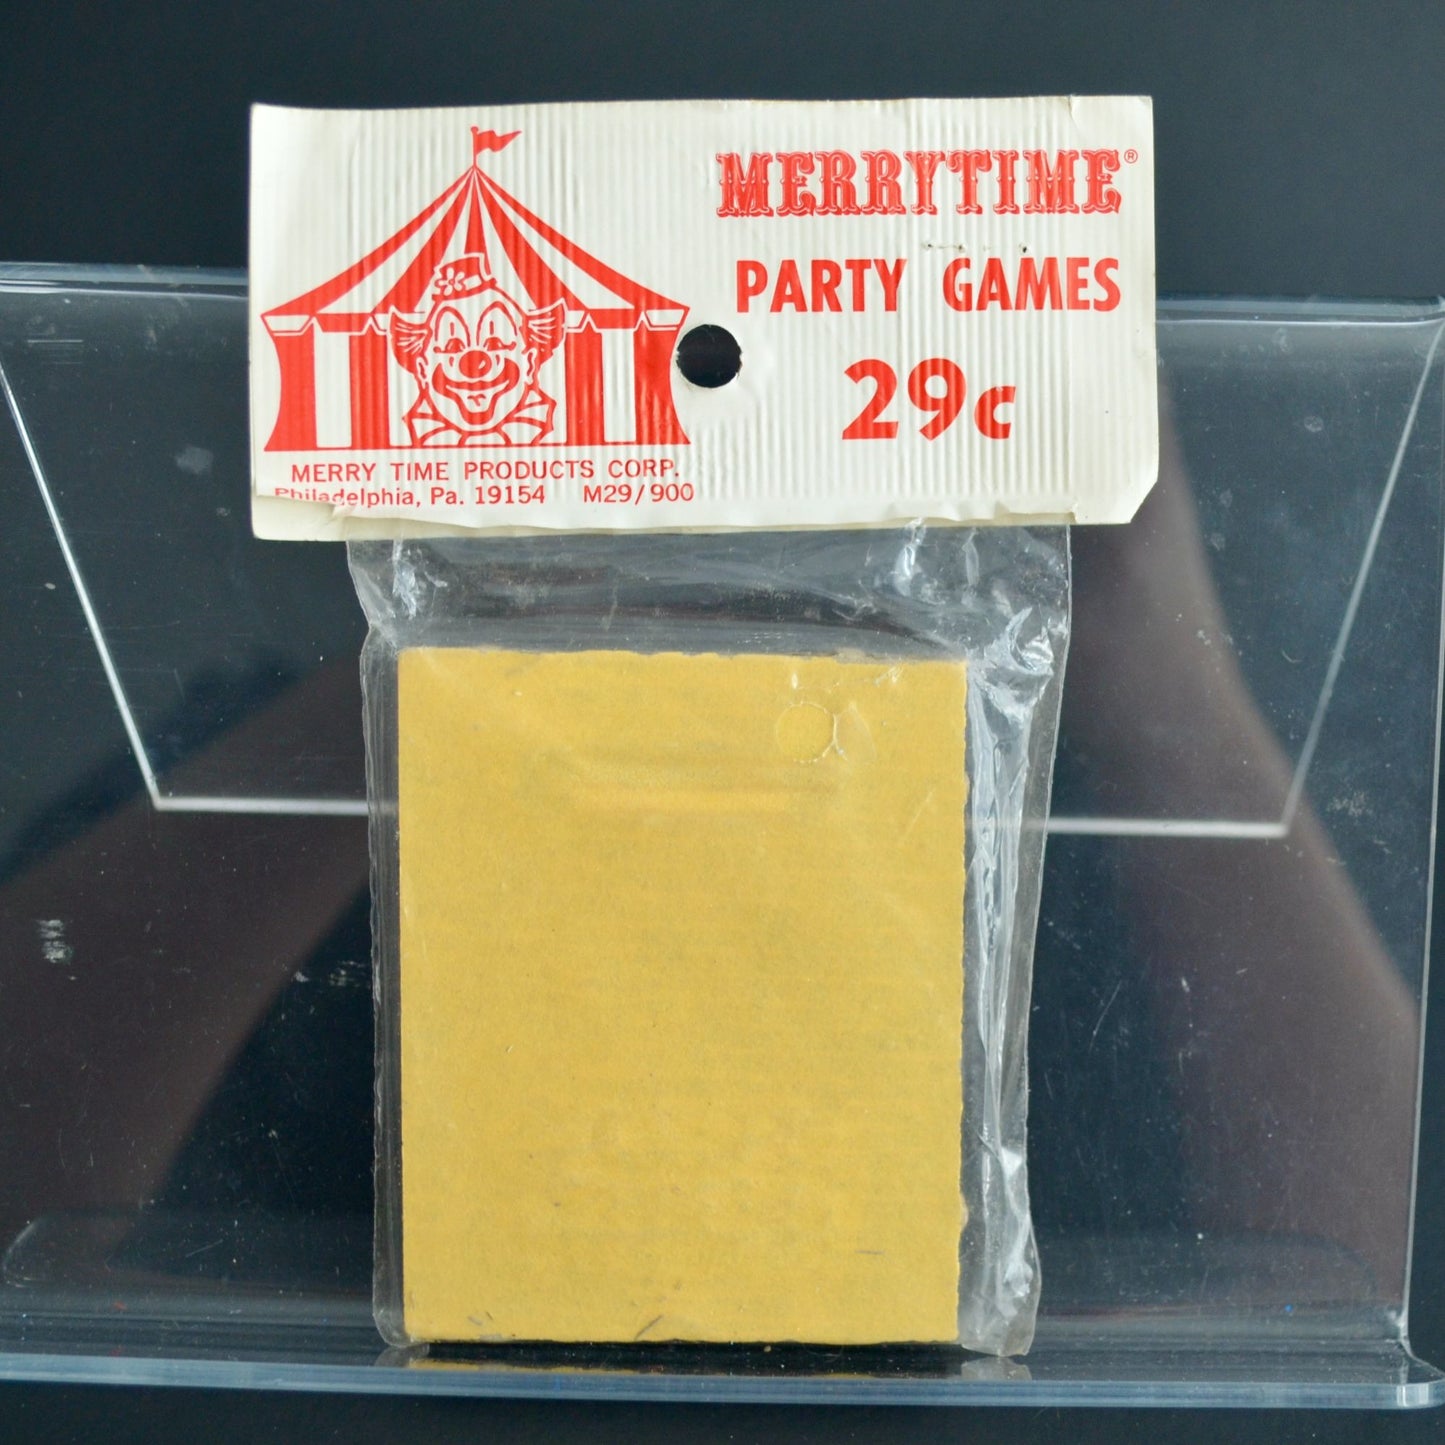 MERRYTIME®
PARTY GAMES
29c
MERRY TIME PRODUCTS CORP.
Philadelphia, Pa. 19154 M29/900